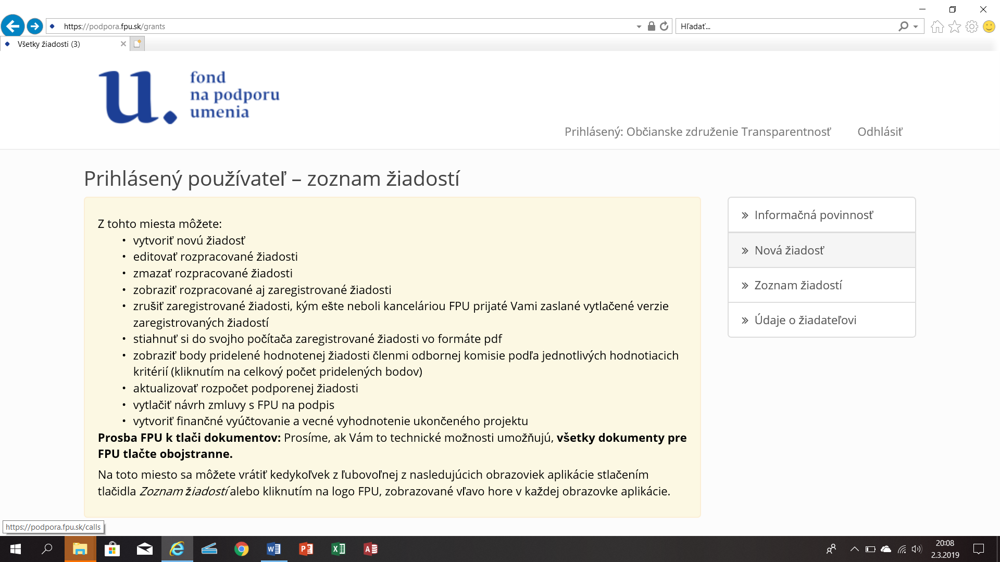 https://podpora.fpu.sk/grants
Hľadať...
Všetky žiadosti (3)
u.
fond
na podporu
umenia
Prihlásený: Občianske združenie Transparentnosť
Odhlásiť
Prihlásený používateľ – zoznam žiadostí
Z tohto miesta môžete:
• vytvoriť novú žiadosť
• editovať rozpracované žiadosti
• zmazať rozpracované žiadosti
• zobraziť rozpracované aj zaregistrované žiadosti
• zrušiť zaregistrované žiadosti, kým ešte neboli kanceláriou FPU prijaté Vami zaslané vytlačené verzie
zaregistrovaných žiadostí
• stiahnuť si do svojho počítača zaregistrované žiadosti vo formáte pdf
• zobraziť body pridelené hodnotenej žiadosti členmi odbornej komisie podľa jednotlivých hodnotiacich
kritérií (kliknutím na celkový počet pridelených bodov)
• aktualizovať rozpočet podporenej žiadosti
• vytlačiť návrh zmluvy s FPU na podpis
• vytvoriť finančné vyúčtovanie a vecné vyhodnotenie ukončeného projektu
Prosba FPU k tlači dokumentov: Prosíme, ak Vám to technické možnosti umožňujú, všetky dokumenty pre
FPU tlačte obojstranne.
Na toto miesto sa môžete vrátiť kedykoľvek z ľubovoľnej z nasledujúcich obrazoviek aplikácie stlačením
tlačidla Zoznam žiadostí alebo kliknutím na logo FPU, zobrazované vľavo hore v každej obrazovke aplikácie.
» Informačná povinnosť
» Nová žiadosť
» Zoznam žiadostí
» Údaje o žiadateľovi
https://podpora.fpu.sk/calls
20:08
2.3.2019